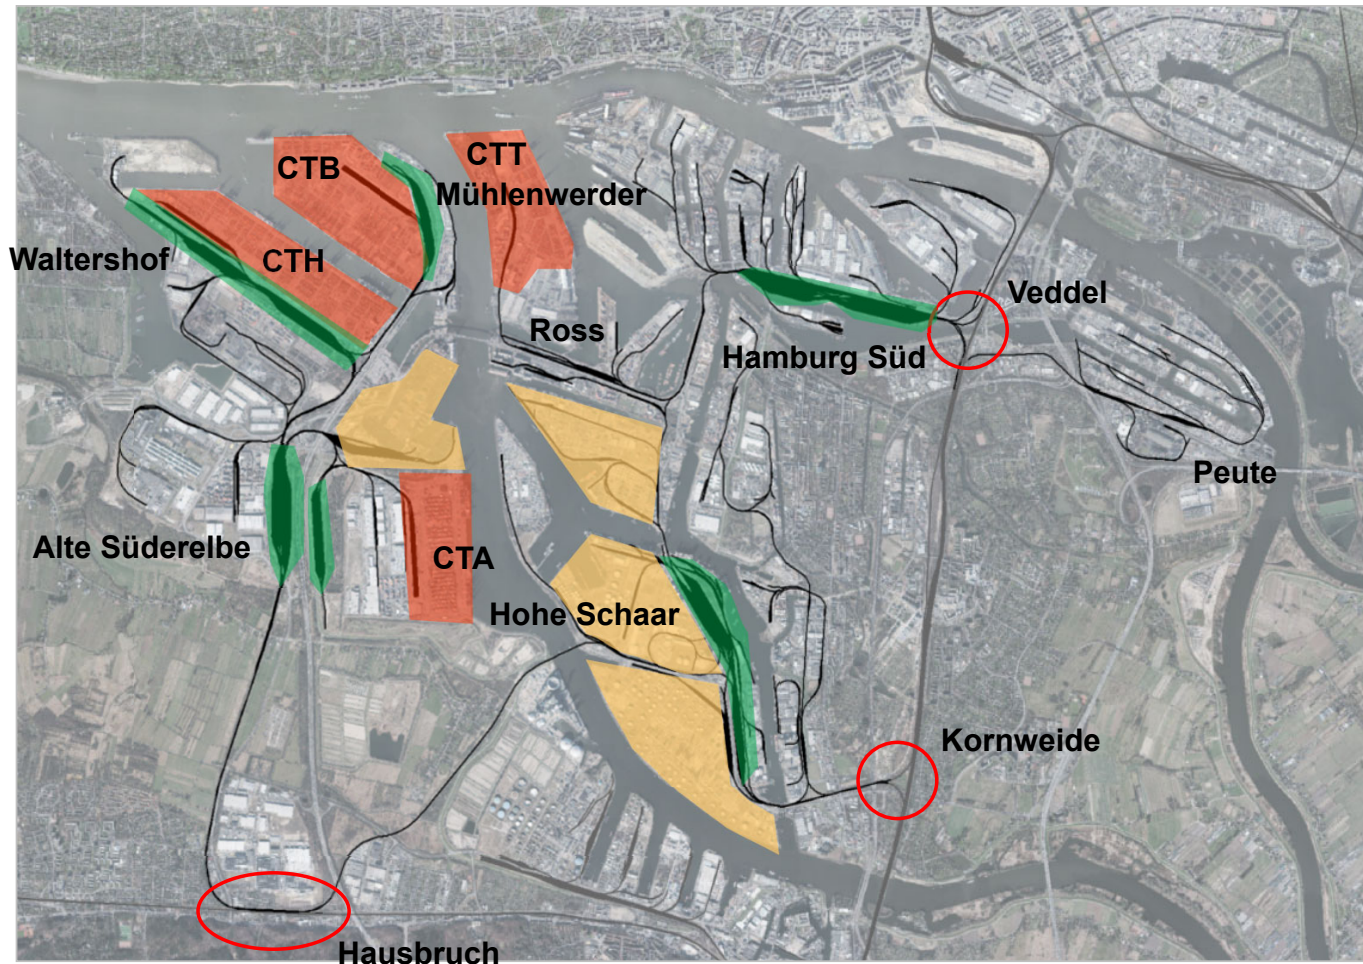 CTB
CTT
Mühlenwerder
Waltershof
CTH
Ross
Veddel
Hamburg Süd
Peute
Alte Süderelbe
CTA
Hohe Schaar
Kornweide
Hausbruch